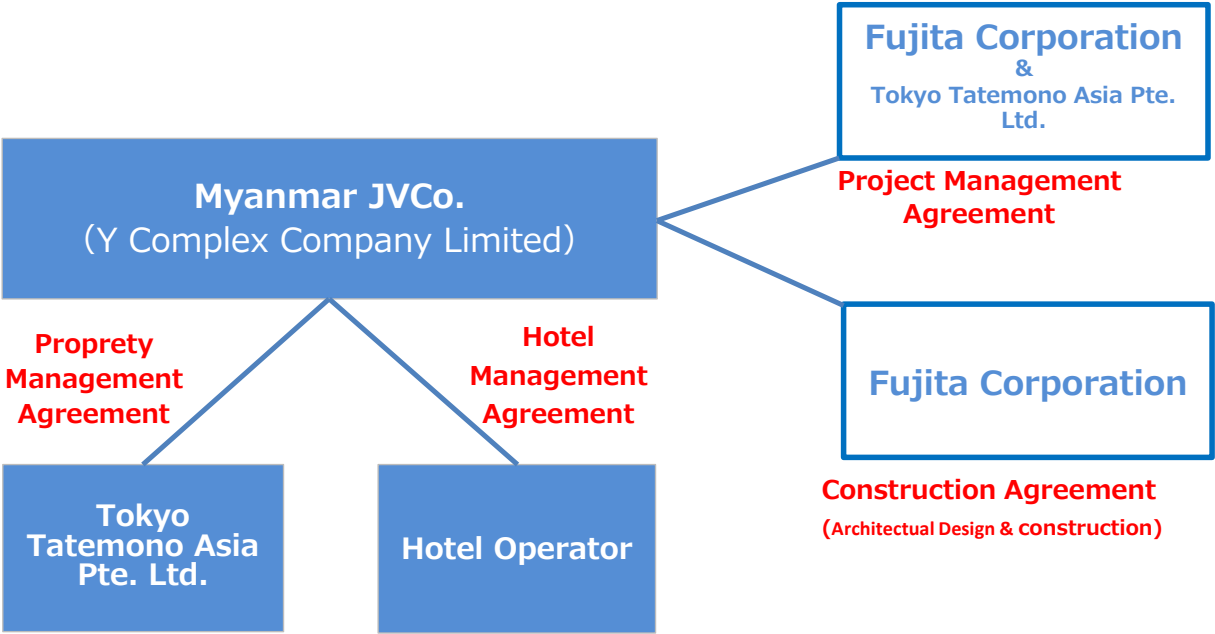 Fujita Corporation
&
Tokyo Tatemono Asia Pte.
Ltd.
Myanmar JVCo.
（Y Complex Company Limited）
Project Management
Agreement
Proprety
Management
Agreement
Hotel
Management
Agreement
Fujita Corporation
Construction Agreement
(Architectual Design & construction)
Tokyo
Tatemono Asia
Pte. Ltd.
Hotel Operator